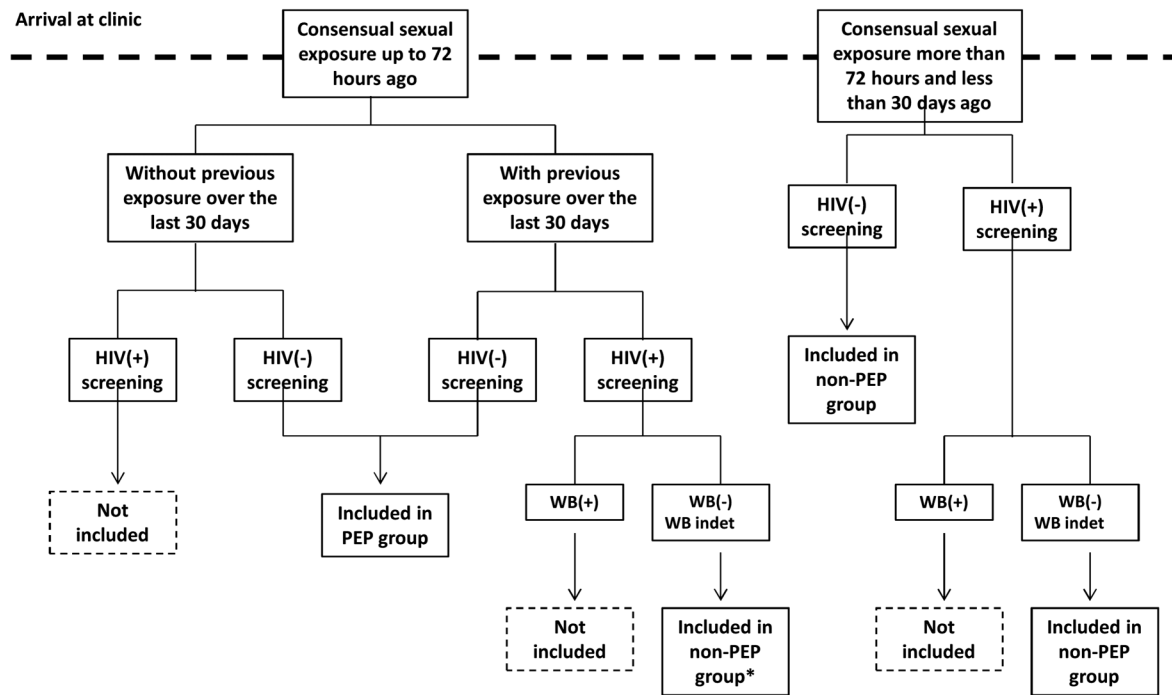 Arrival at clinic
Consensual sexual
exposure up to 72
hours ago
Consensual sexual
exposure more than
72 hours and less
than 30 days ago
Without previous
exposure over the
last 30 days
With previous
exposure over the
last 30 days
HIV(-)
screening
HIV(+)
screening
HIV(+)
screening
HIV(-)
screening
HIV(-)
screening
HIV(+)
screening
Included in
non-PEP
group
Not
included
Included in
PEP group
WB(+)
WB(-)
WB indet
WB(+)
WB(-)
WB indet
Not
included
Included in
non-PEP
group*
Not
included
Included in
non-PEP
group